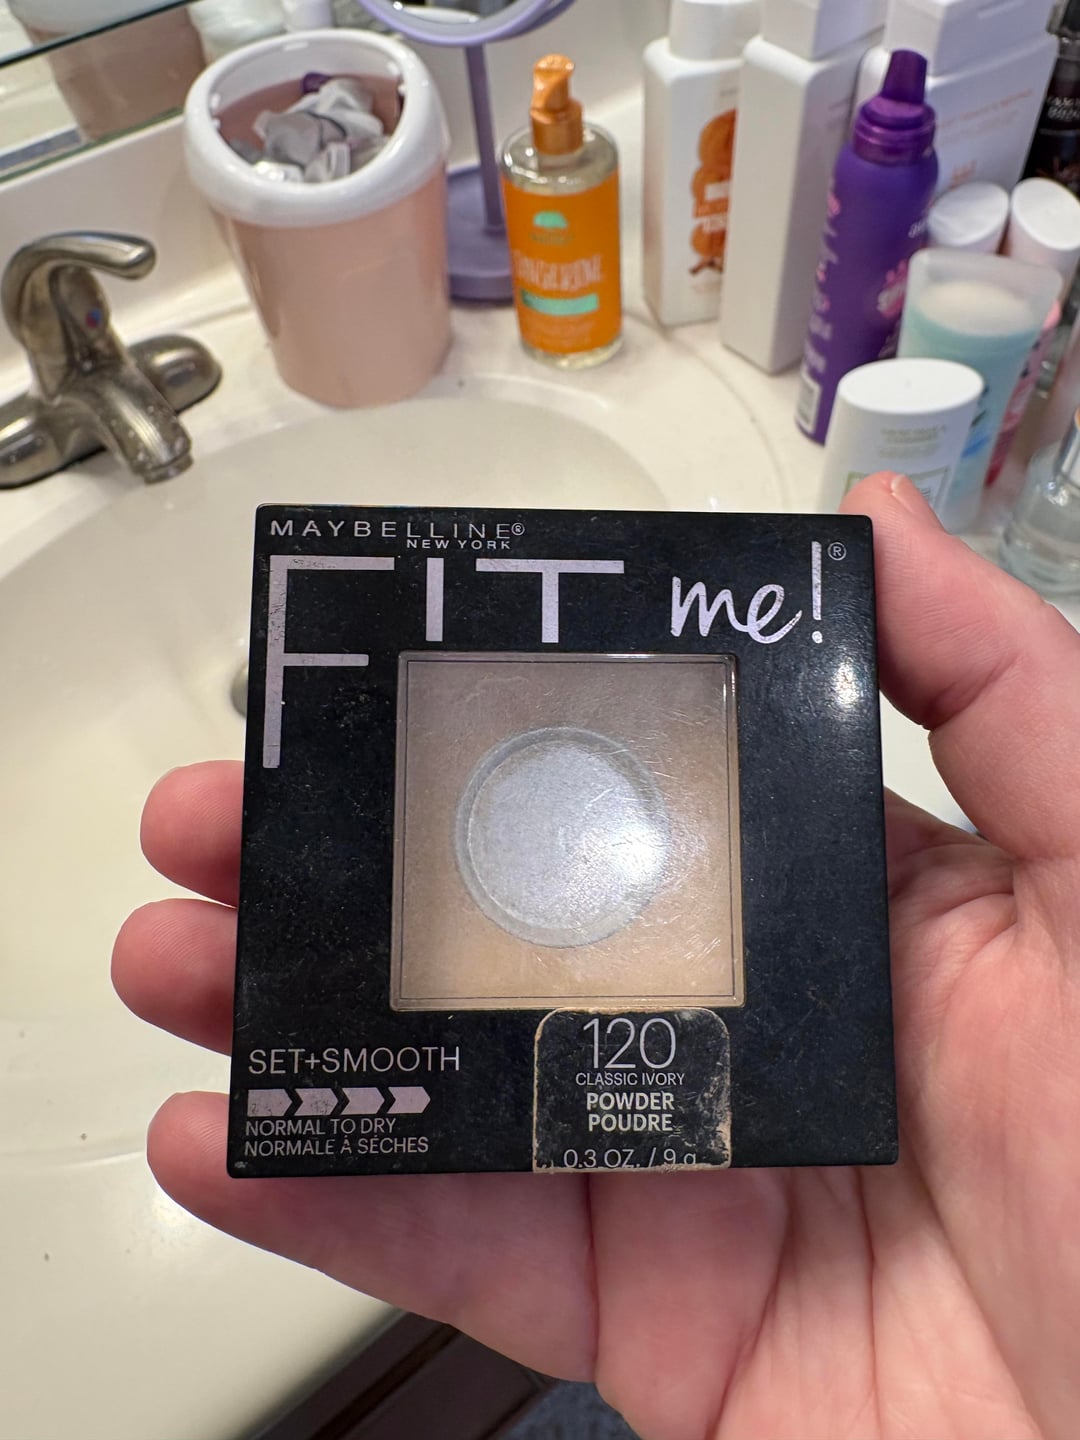 TANGERINE
MAYBELLINE®
NEW YORK
FIT me!®
SET+SMOOTH
NORMAL TO DRY
NORMALE À SÈCHES
120
CLASSIC IVORY
POWDER
POUDRE
0.3 OZ. / 9 g